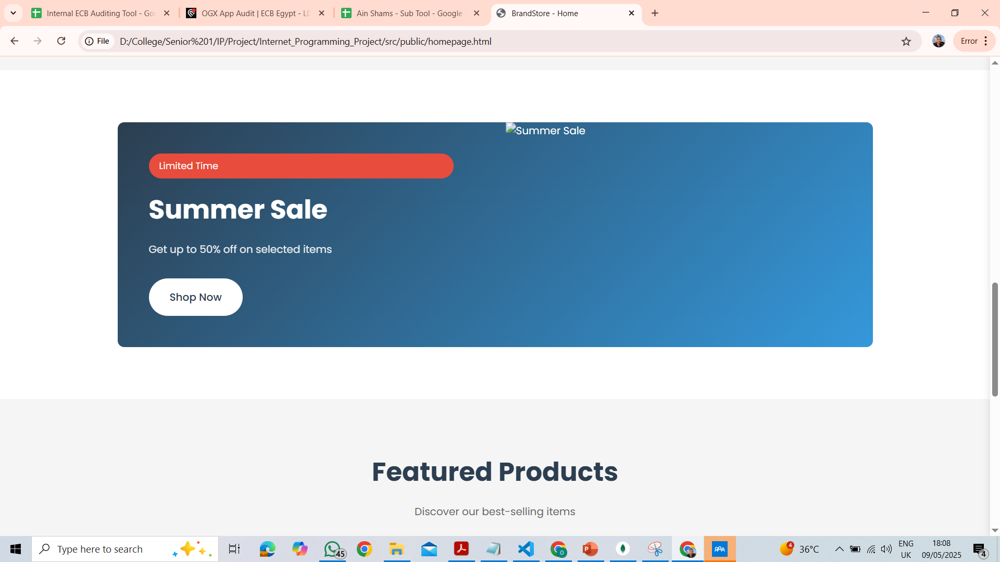 Internal ECB Auditing Tool - Go
OGX App Audit | ECB Egypt - L
Ain Shams - Sub Tool - Google
BrandStore - Home
File
D:/College/Senior%201/IP/Project/Internet_Programming_Project/src/public/homepage.html
Error
Summer Sale
Limited Time
Summer Sale
Get up to 50% off on selected items
Shop Now
Featured Products
Discover our best-selling items
Type here to search
45
4
36°C
ENG
UK
18:08
09/05/2025
4